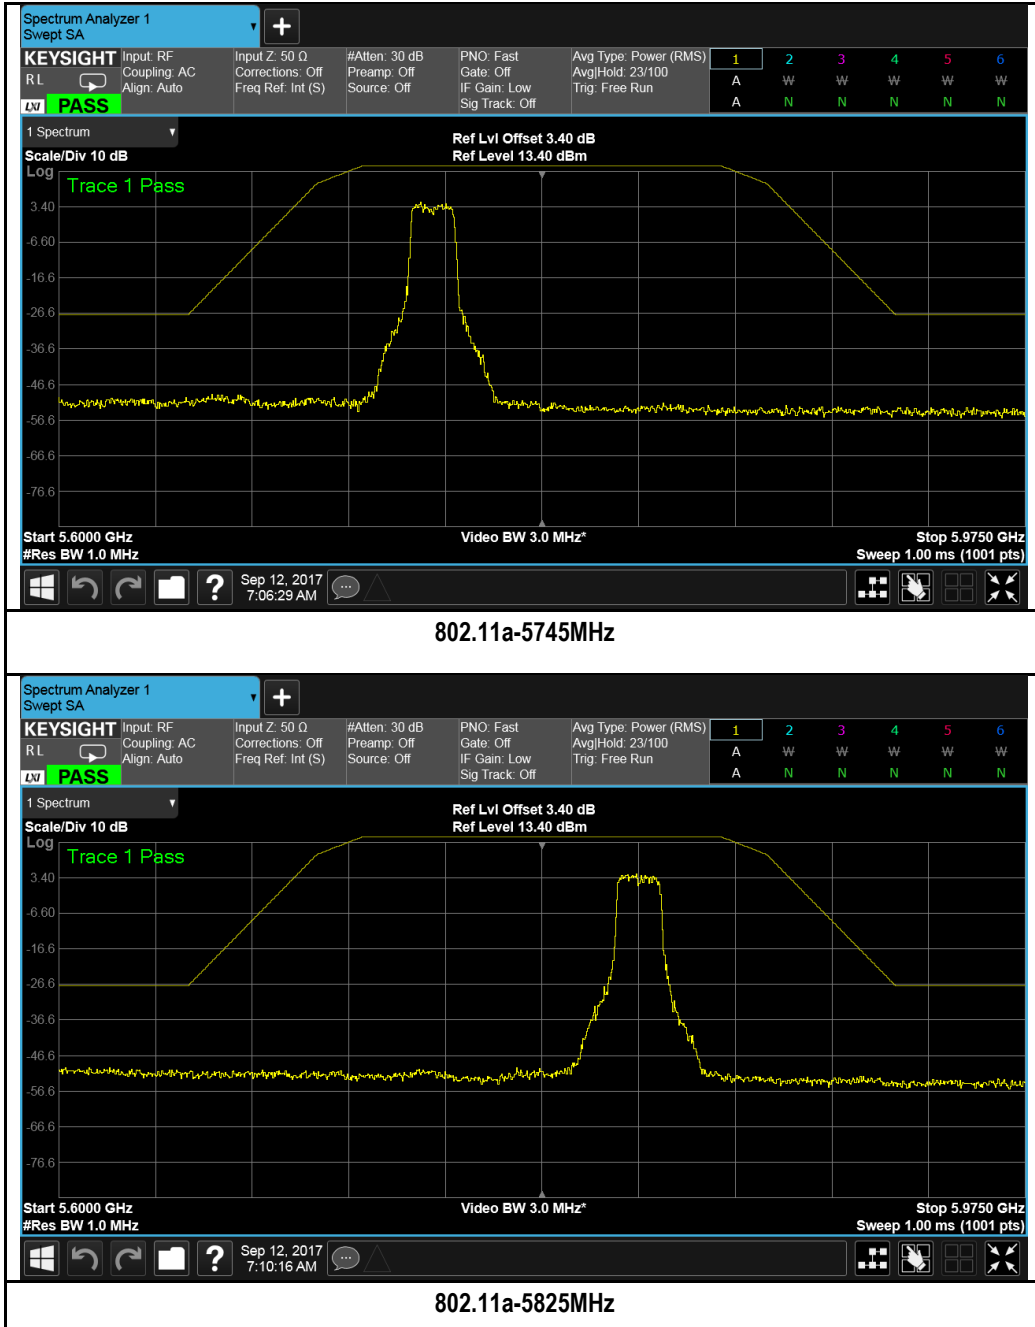 Spectrum Analyzer 1
Swept SA
KEYSIGHT Input: RF Input Z: 50 Ω #Atten: 30 dB PNO: Fast Avg Type: Power (RMS) 1 2 3 4 5 6
R L Coupling: AC Corrections: Off Preamp: Off Gate: Off Avg|Hold: 23/100 A W W W W W
Align: Auto Freq Ref: Int (S) Source: Off IF Gain: Low Trig: Free Run
LXI PASS Sig Track: Off A N N N N N
1 Spectrum
Ref Lvl Offset 3.40 dB
Scale/Div 10 dB Ref Level 13.40 dBm
Log
Trace 1 Pass
3.40
-6.60
-16.6
-26.6
-36.6
-46.6
-56.6
-66.6
-76.6
Start 5.6000 GHz Video BW 3.0 MHz* Stop 5.9750 GHz
#Res BW 1.0 MHz Sweep 1.00 ms (1001 pts)
? Sep 12, 2017
7:06:29 AM
802.11a-5745MHz
Spectrum Analyzer 1
Swept SA
KEYSIGHT Input: RF Input Z: 50 Ω #Atten: 30 dB PNO: Fast Avg Type: Power (RMS) 1 2 3 4 5 6
R L Coupling: AC Corrections: Off Preamp: Off Gate: Off Avg|Hold: 23/100 A W W W W W
Align: Auto Freq Ref: Int (S) Source: Off IF Gain: Low Trig: Free Run
LXI PASS Sig Track: Off A N N N N N
1 Spectrum
Ref Lvl Offset 3.40 dB
Scale/Div 10 dB Ref Level 13.40 dBm
Log
Trace 1 Pass
3.40
-6.60
-16.6
-26.6
-36.6
-46.6
-56.6
-66.6
-76.6
Start 5.6000 GHz Video BW 3.0 MHz* Stop 5.9750 GHz
#Res BW 1.0 MHz Sweep 1.00 ms (1001 pts)
? Sep 12, 2017
7:10:16 AM
802.11a-5825MHz